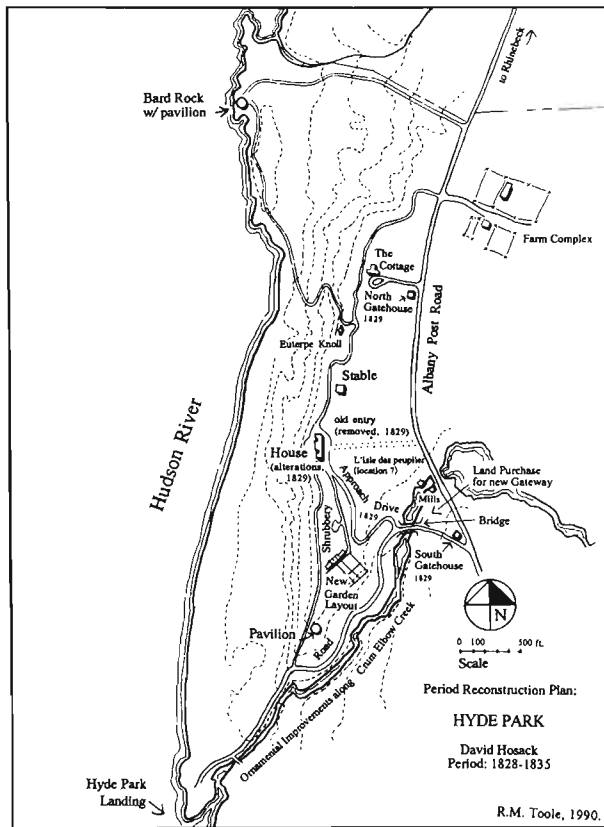 to Rhinebeck
Bard Rock
w/ pavilion
Farm Complex
The
Cottage
North
Gatehouse
1829
Albany Post Road
Euterpe Knoll
Stable
old entry
(removed, 1829)
Hudson River
House
(alterations,
1829)
L'isle des peuplier
(location ?)
Land Purchase
for new Gateway
Approach
Drive
1829
Mills
Bridge
Shrubbery
South
Gatehouse
1829
New
Garden
Layout
N
Pavilion
Road
0 100 500 ft.
Scale
Ornamental Improvements along Crum Elbow Creek
Period Reconstruction Plan:
HYDE PARK
David Hosack
Period: 1828-1835
Hyde Park
Landing
R.M. Toole, 1990.